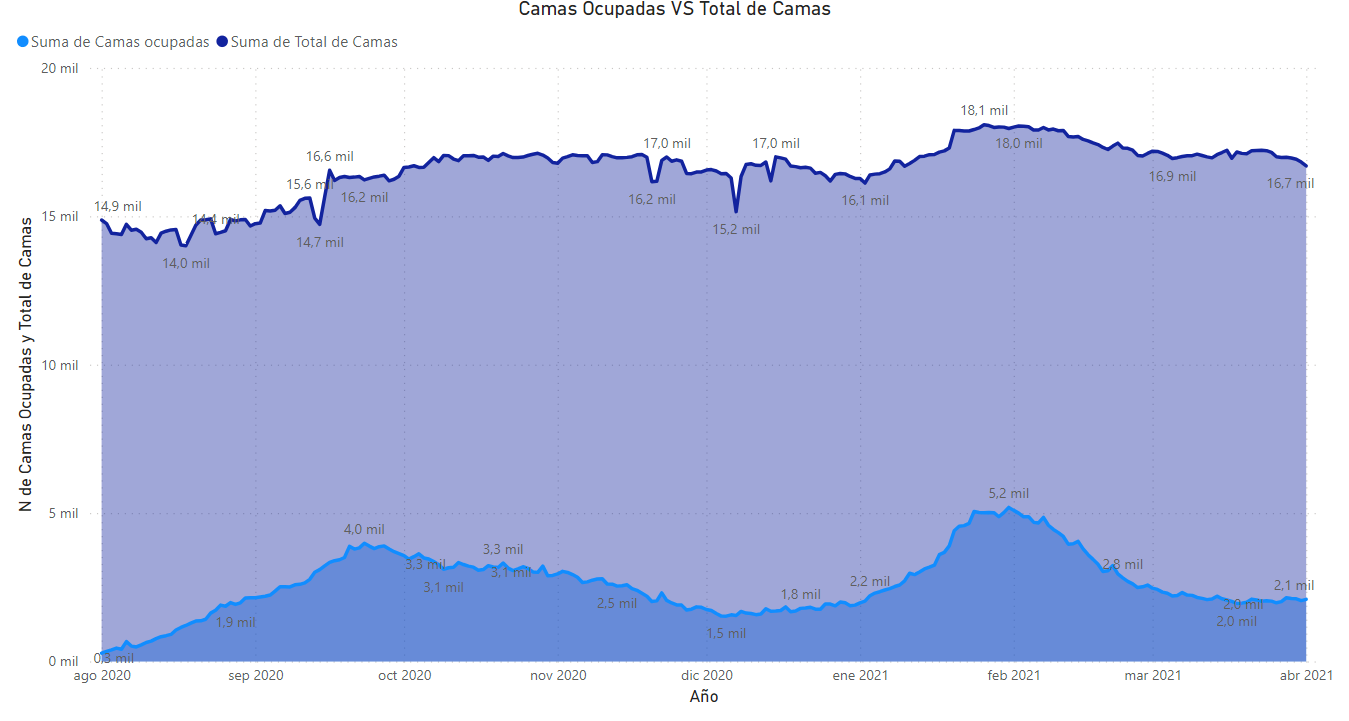 Camas Ocupadas VS Total de Camas
Suma de Camas ocupadas Suma de Total de Camas
20 mil
15 mil
10 mil
5 mil
0 mil
N de Camas Ocupadas y Total de Camas
14,9 mil
14,0 mil
14,4 mil
15,6 mil
14,7 mil
16,6 mil
16,2 mil
17,0 mil
16,2 mil
15,2 mil
17,0 mil
16,1 mil
18,1 mil
18,0 mil
16,9 mil
16,7 mil
0,3 mil
1,9 mil
4,0 mil
3,3 mil
3,1 mil
3,3 mil
3,1 mil
2,5 mil
1,5 mil
1,8 mil
2,2 mil
5,2 mil
2,8 mil
2,0 mil
2,0 mil
2,1 mil
ago 2020 sep 2020 oct 2020 nov 2020 dic 2020 ene 2021 feb 2021 mar 2021 abr 2021
Año